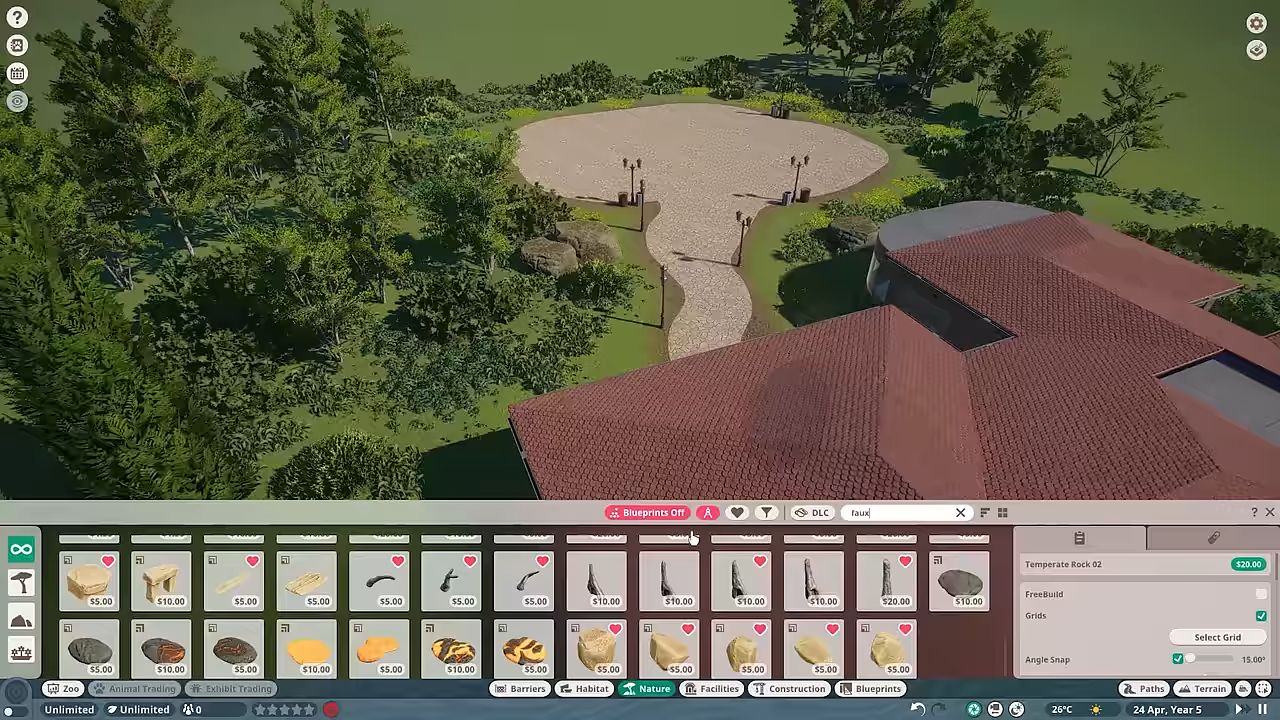 Blueprints Off
DLC
faux
$5.00 $10.00 $5.00 $5.00 $5.00 $5.00 $5.00 $10.00 $10.00 $10.00 $10.00 $20.00 $10.00
$5.00 $10.00 $5.00 $10.00 $5.00 $10.00 $5.00 $5.00 $5.00 $5.00 $5.00 $5.00
Temperate Rock 02 $20.00
FreeBuild
Grids
Select Grid
Angle Snap 15.00°
Zoo Animal Trading Exhibit Trading Barriers Habitat Nature Facilities Construction Blueprints Paths Terrain
Unlimited Unlimited 0 26°C 24 Apr, Year 5